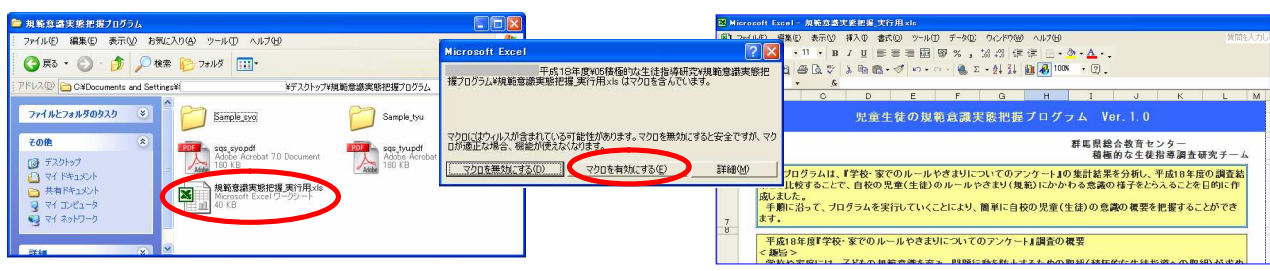 規範意識実態把握プログラム
ファイル(F) 編集(E) 表示(V) お気に入り(A) ツール(T) ヘルプ(H)
戻る 検索 フォルダ
アドレス(D) C:¥Documents and Settings¥ ¥デスクトップ¥規範意識実態把握プログラム
ファイルとフォルダのタスク
その他
デスクトップ
マイ ドキュメント
共有ドキュメント
マイ コンピュータ
マイ ネットワーク
詳細
Sample_syo
Sample_tyu
sqs_syo.pdf
Adobe Acrobat 7.0 Document
180 KB
sqs_tyu.pdf
Adobe Acrobat
180 KB
規範意識実態把握_実行用.xls
Microsoft Excel ワークシート
40 KB
Microsoft Excel
平成18年度¥05積極的な生徒指導研究¥規範意識実態把
握プログラム¥規範意識実態把握_実行用.xls はマクロを含んでいます。
マクロにはウィルスが含まれている可能性があります。マクロを無効にすると安全ですが、マク
ロが適正な場合、機能が使えなくなります。
マクロを無効にする(D) マクロを有効にする(E) 詳細(M)
Microsoft Excel - 規範意識実態把握_実行用.xls
編集(E) 表示(V) 挿入(I) 書式(O) ツール(T) データ(D) ウィンドウ(W) ヘルプ(H)
質問を入力し
11 B I U
100%
C D E F G H I J K L M
児童生徒の規範意識実態把握プログラム Ver.1.0
群馬県総合教育センター
積極的な生徒指導調査研究チーム
プログラムは、『学校・家でのルールやきまりについてのアンケート』の集計結果を分析し、平成18年度の調査結
比較することで、自校の児童(生徒)のルールやきまり(規範)にかかわる意識の様子をとらえることを目的に作
成しました。
手順に沿って、プログラムを実行していくことにより、簡単に自校の児童(生徒)の意識の概要を把握することができ
ます。
7
8
平成18年度『学校・家でのルールやきまりについてのアンケート』調査の概要
<趣旨>